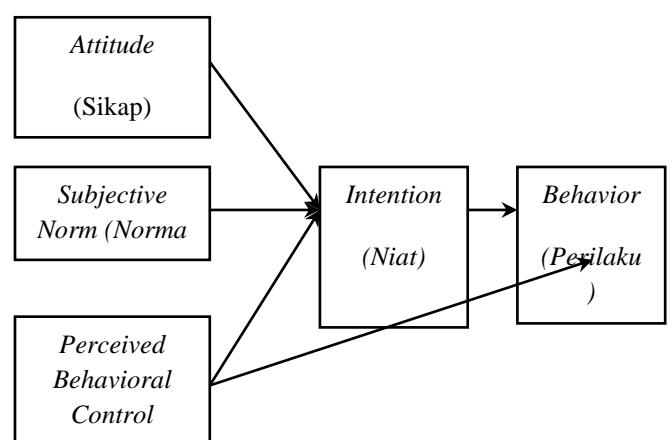 Attitude
(Sikap)
Subjective
Norm (Norma
Perceived
Behavioral
Control
Intention
(Niat)
Behavior
(Perilaku
)